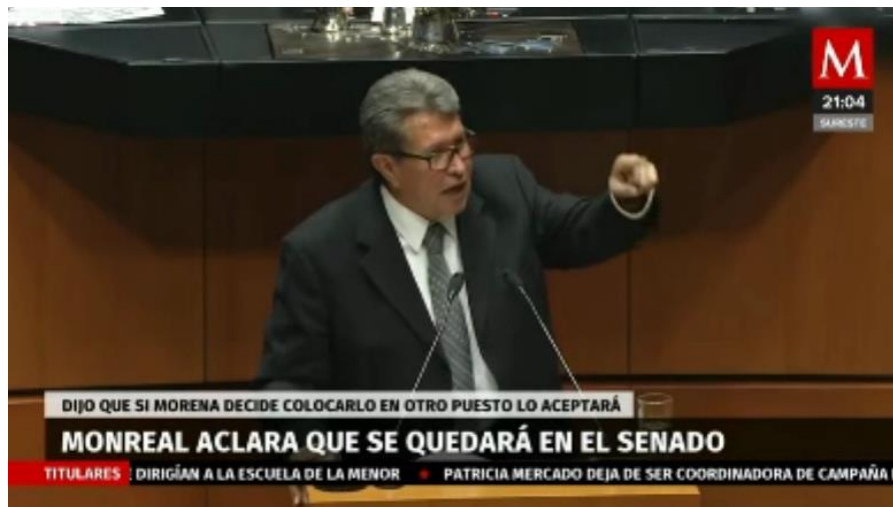 M
21:04
SURESTE
DIJO QUE SI MORENA DECIDE COLOCARLO EN OTRO PUESTO LO ACEPTARÁ
MONREAL ACLARA QUE SE QUEDARÁ EN EL SENADO
TITULARES : DIRIGÍAN A LA ESCUELA DE LA MENOR • PATRICIA MERCADO DEJA DE SER COORDINADORA DE CAMPAÑA